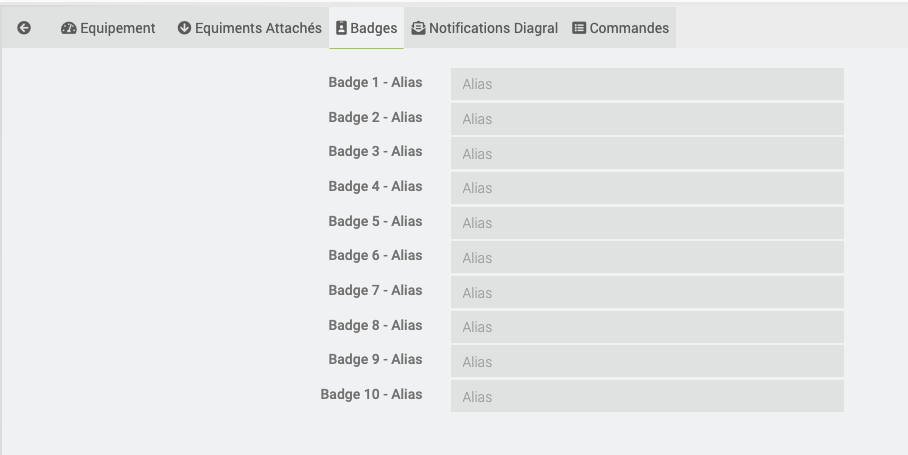 Equipement Equiments Attachés Badges Notifications Diagral Commandes
Badge 1 - Alias Alias
Badge 2 - Alias Alias
Badge 3 - Alias Alias
Badge 4 - Alias Alias
Badge 5 - Alias Alias
Badge 6 - Alias Alias
Badge 7 - Alias Alias
Badge 8 - Alias Alias
Badge 9 - Alias Alias
Badge 10 - Alias Alias